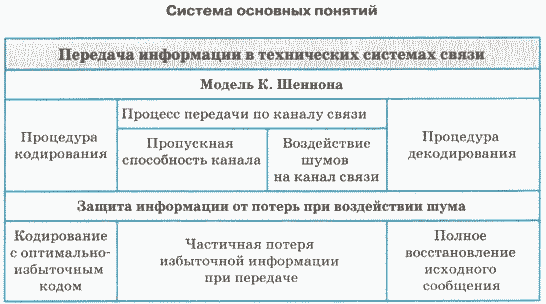 Система основных понятий
Передача информации в технических системах связи
Модель К. Шеннона
Процедура
кодирования
Процесс передачи по каналу связи
Пропускная
способность канала
Воздействие
шумов
на канал связи
Процедура
декодирования
Защита информации от потерь при воздействии шума
Кодирование
с оптимально-
избыточным
кодом
Частичная потеря
избыточной информации
при передаче
Полное
восстановление
исходного
сообщения